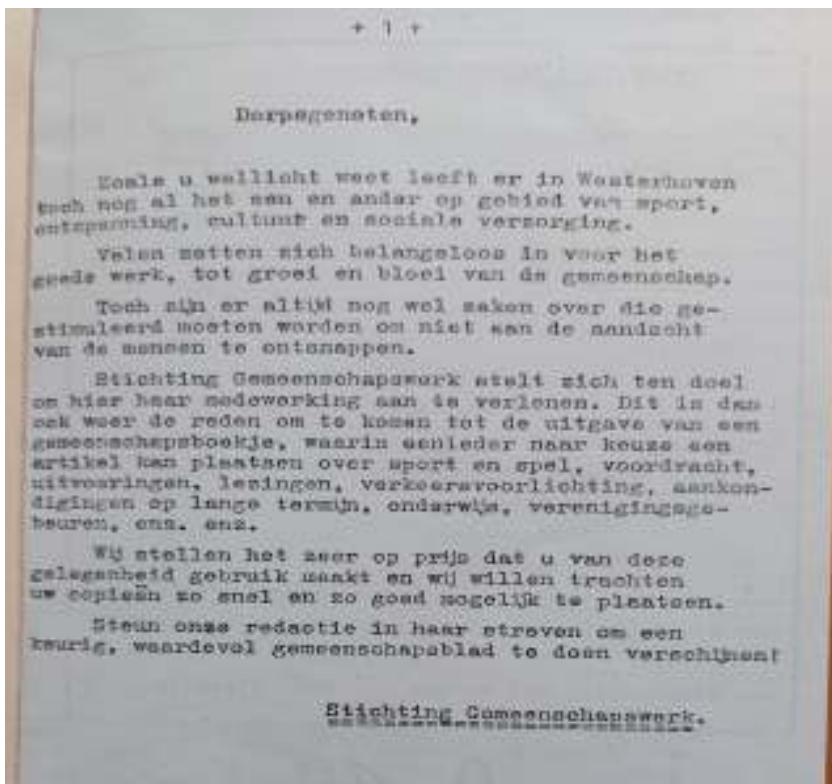 + 1 +
Dorpsgenoten,
Zoals u wellicht weet leeft er in Westerhoven
toch nog al het een en ander op gebied van sport,
ontspanning, cultuur en sociale verzorging.
Velen zetten zich belangeloos in voor het
goede werk, tot groei en bloei van de gemeenschap.
Toch zijn er altijd nog wel zaken over die ge-
stimuleerd moeten worden om niet aan de aandacht
van de mensen te ontsnappen.
Stichting Gemeenschapswerk stelt zich ten doel
om hier haar medewerking aan te verlenen. Dit is dan
ook weer de reden om te komen tot de uitgave van een
gemeenschapsboekje, waarin eenieder naar keuze een
artikel kan plaatsen over sport en spel, voordracht,
uitvoeringen, lezingen, verkeersvoorlichting, aankon-
digingen op lange termijn, onderwijs, verenigingsge-
beuren, enz. enz.
Wij stellen het zeer op prijs dat u van deze
gelegenheid gebruik maakt en wij willen trachten
uw copieën zo snel en zo goed mogelijk te plaatsen.
Steun onze redactie in haar streven om een
keurig, waardevol gemeenschapsblad te doen verschijnen!
Stichting Gemeenschapswerk.